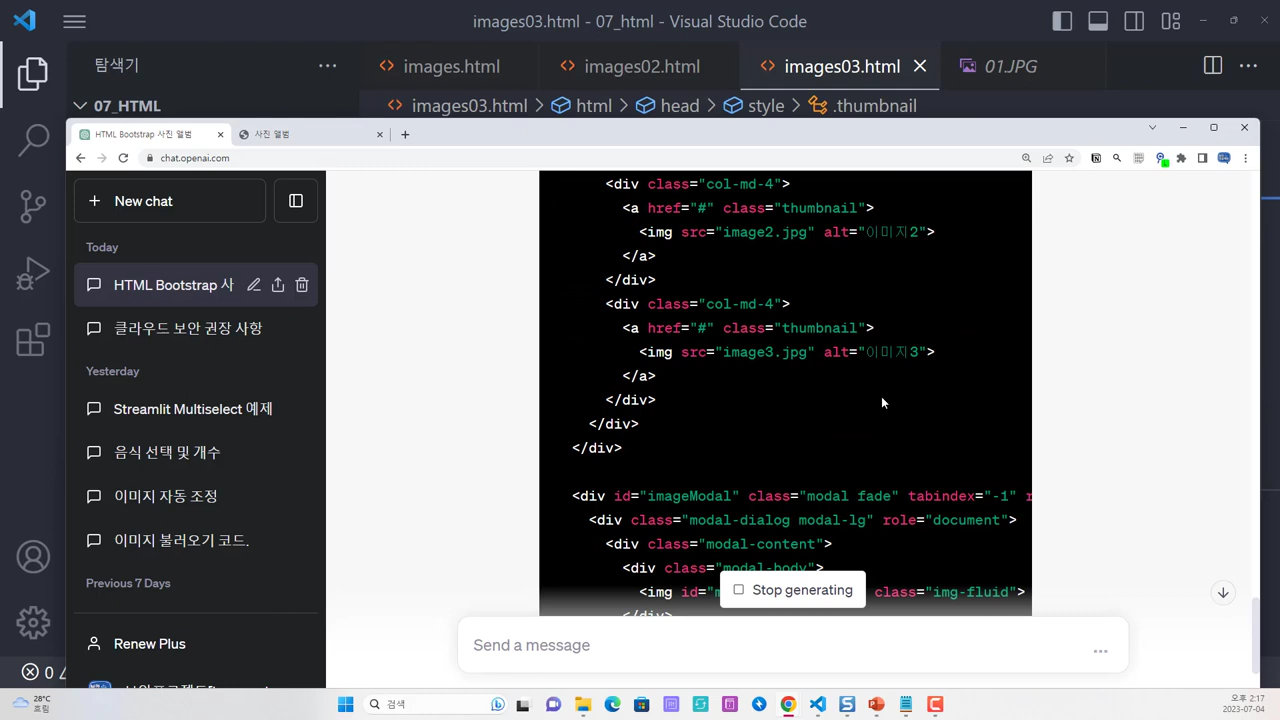 images03.html - 07_html - Visual Studio Code
탐색기
images.html
images02.html
images03.html
01.JPG
07_HTML
images03.html > html > head > style > .thumbnail
HTML Bootstrap 사진 앨범
사진 앨범
chat.openai.com
New chat
Today
HTML Bootstrap 사
클라우드 보안 권장 사항
Yesterday
Streamlit Multiselect 예제
음식 선택 및 개수
이미지 자동 조정
이미지 불러오기 코드.
Previous 7 Days
Renew Plus
<div class="col-md-4">
<a href="#" class="thumbnail">
<img src="image2.jpg" alt="이미지2">
</a>
</div>
<div class="col-md-4">
<a href="#" class="thumbnail">
<img src="image3.jpg" alt="이미지3">
</a>
</div>
</div>
</div>
<div id="imageModal" class="modal fade" tabindex="-1" r
<div class="modal-dialog modal-lg" role="document">
<div class="modal-content">
<div class="modal-body">
<img id="m class="img-fluid">
</div>
Stop generating
Send a message
0
28°C
흐림
검색
오후 2:17
2023-07-04